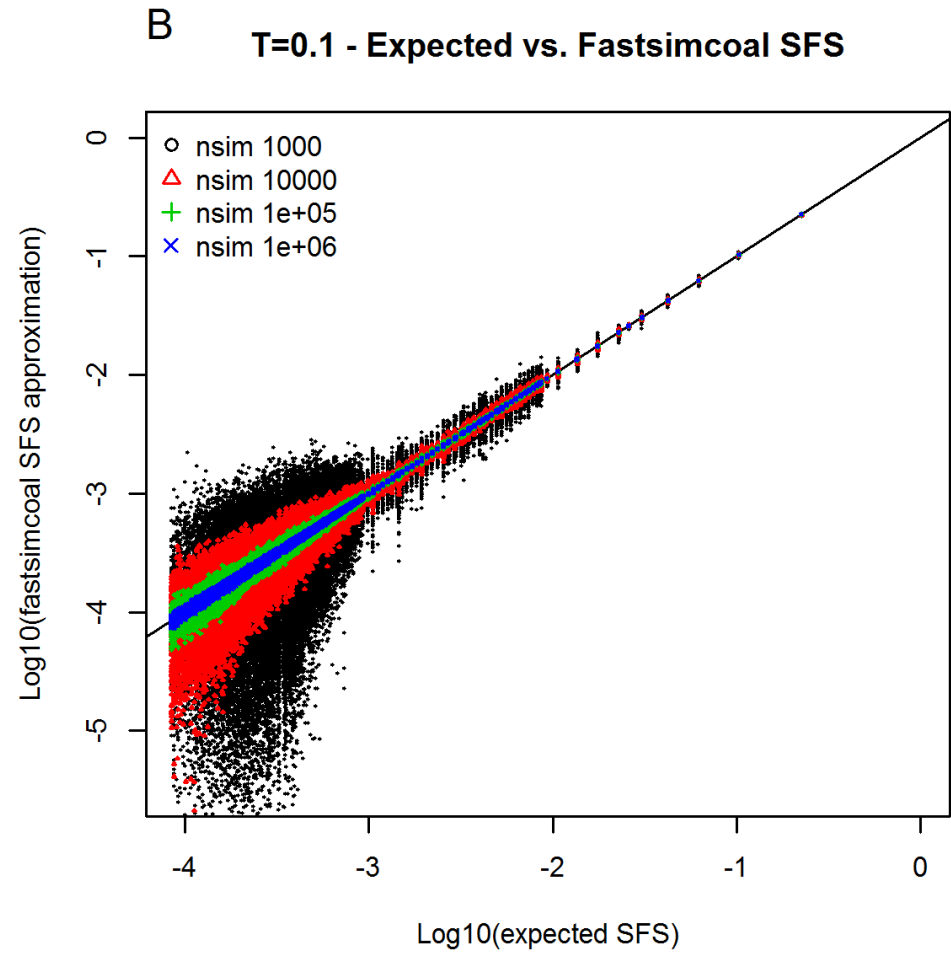 B
T=0.1 - Expected vs. Fastsimcoal SFS
nsim 1000
nsim 10000
nsim 1e+05
nsim 1e+06
Log10(fastsimcoal SFS approximation)
0
-1
-2
-3
-4
-5
-4 -3 -2 -1 0
Log10(expected SFS)